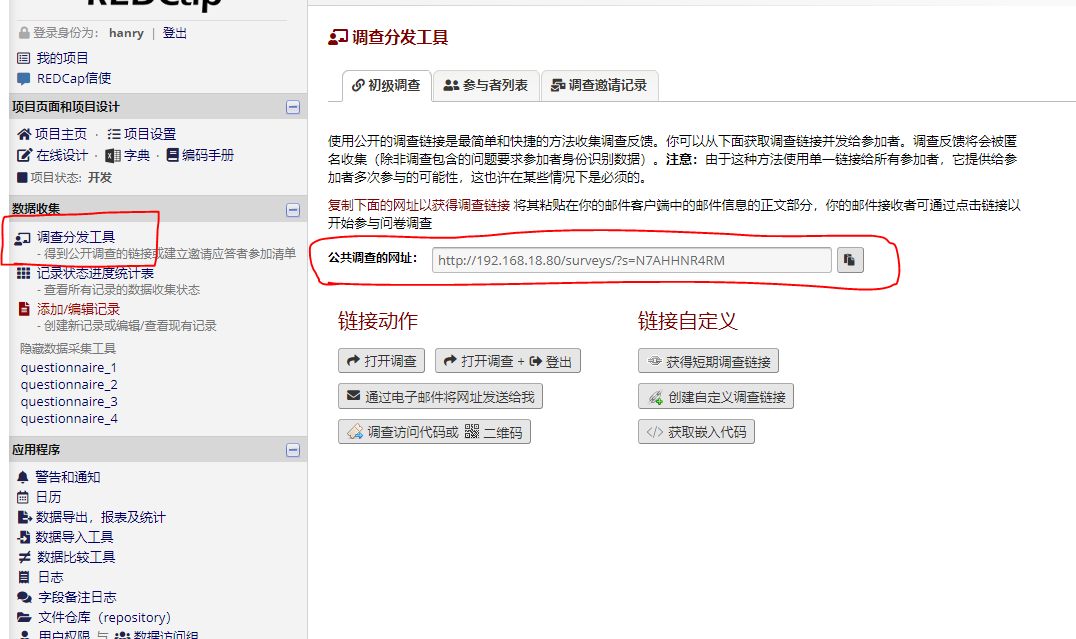 REDCap
登录身份为: hanry | 登出
我的项目
REDCap信使
项目页面和项目设计
项目主页 · 项目设置
在线设计 · 字典 · 编码手册
项目状态: 开发
数据收集
调查分发工具
- 得到公开调查的链接或建立邀请应答者参加清单
记录状态进度统计表
- 查看所有记录的数据收集状态
添加/编辑记录
- 创建新记录或编辑/查看现有记录
隐藏数据采集工具
questionnaire_1
questionnaire_2
questionnaire_3
questionnaire_4
应用程序
警告和通知
日历
数据导出，报表及统计
数据导入工具
数据比较工具
日志
字段备注日志
文件仓库（repository）
用户权限 与 数据访问组
调查分发工具
初级调查
参与者列表
调查邀请记录
使用公开的调查链接是最简单和快捷的方法收集调查反馈。你可以从下面获取调查链接并发给参加者。调查反馈将会被匿
名收集（除非调查包含的问题要求参加者身份识别数据）。注意：由于这种方法使用单一链接给所有参加者，它提供给参
加者多次参与的可能性，这也许在某些情况下是必须的。
复制下面的网址以获得调查链接 将其粘贴在你的邮件客户端中的邮件信息的正文部分，你的邮件接收者可通过点击链接以
开始参与问卷调查
公共调查的网址： http://192.168.18.80/surveys/?s=N7AHHNR4RM
链接动作
打开调查
打开调查 + 登出
通过电子邮件将网址发送给我
调查访问代码或 二维码
链接自定义
获得短期调查链接
创建自定义调查链接
获取嵌入代码